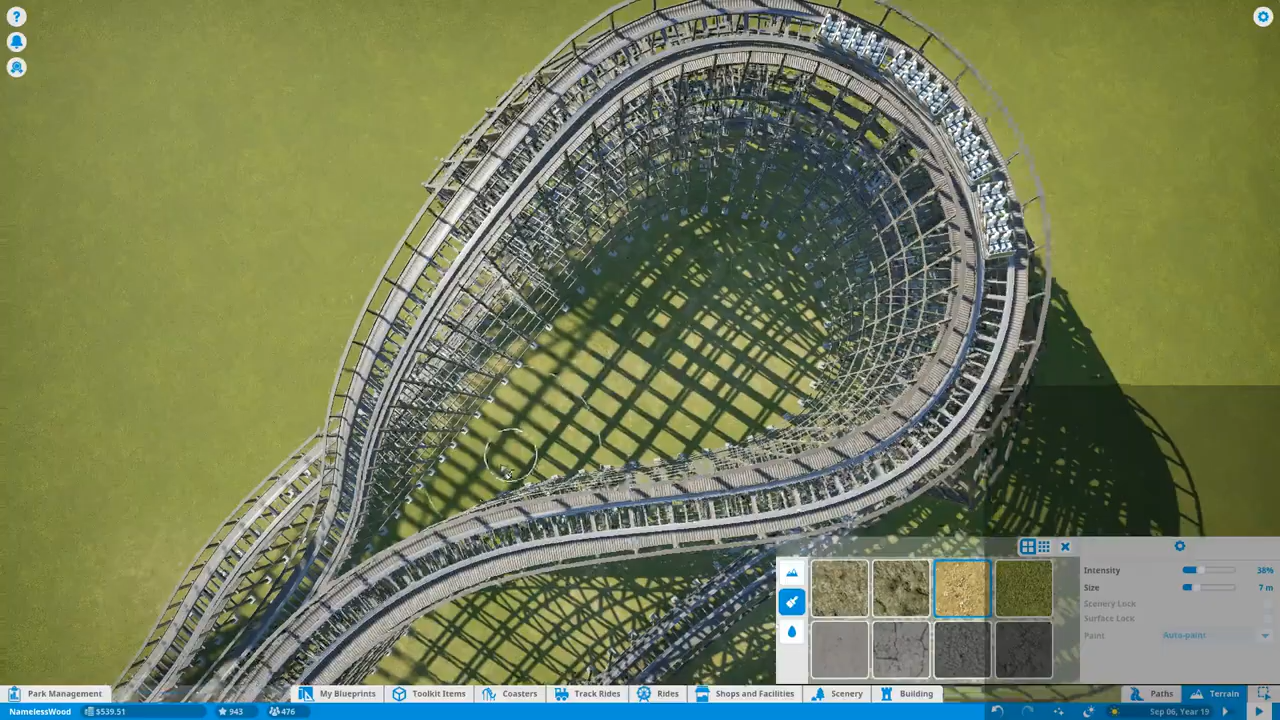 ?
Intensity 38%
Size 7 m
Scenery Lock
Surface Lock
Paint Auto-paint
Park Management
My Blueprints
Toolkit Items
Coasters
Track Rides
Rides
Shops and Facilities
Scenery
Building
Paths
Terrain
NamelessWood
$539.51
943
476
Sep 06, Year 19